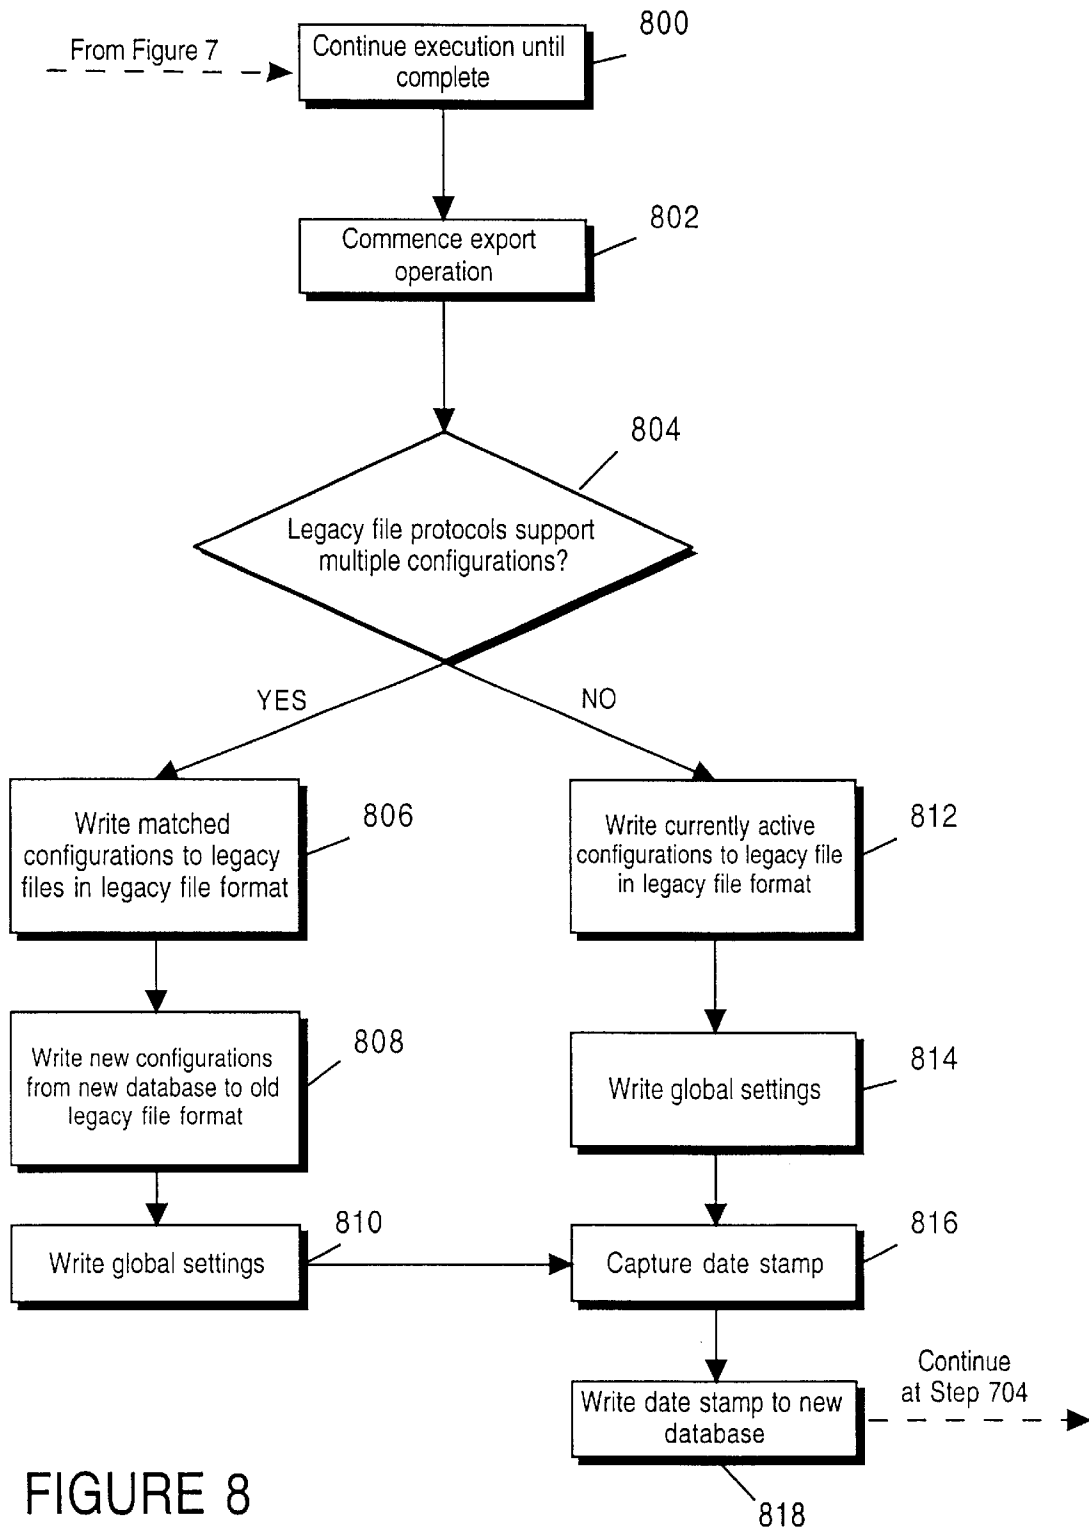 From Figure 7
Continue execution until
complete
800
Commence export
operation
802
804
Legacy file protocols support
multiple configurations?
YES
NO
Write matched
configurations to legacy
files in legacy file format
806
Write currently active
configurations to legacy file
in legacy file format
812
Write new configurations
from new database to old
legacy file format
808
Write global settings
814
Write global settings
810
Capture date stamp
816
Write date stamp to new
database
818
Continue
at Step 704
FIGURE 8